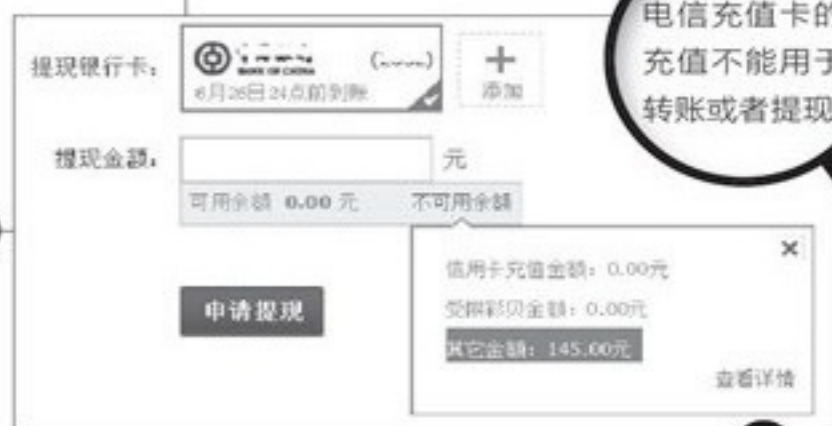 电信充值卡的
充值不能用于
转账或者提现
提现银行卡：
BANK OF CHINA
6月26日24点前到账
添加
提现金额：
元
可用余额 0.00 元 不可用余额
信用卡充值金额：0.00元
受限彩贝金额：0.00元
其它金额：145.00元
查看详情
申请提现